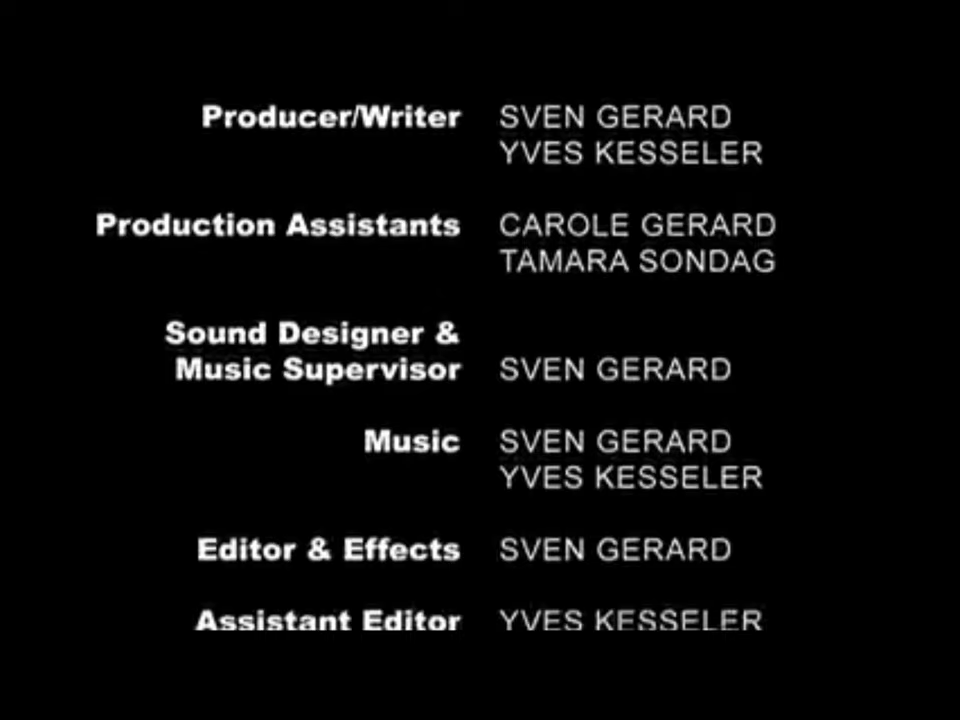 Producer/Writer SVEN GERARD
YVES KESSELER
Production Assistants CAROLE GERARD
TAMARA SONDAG
Sound Designer &
Music Supervisor SVEN GERARD
Music SVEN GERARD
YVES KESSELER
Editor & Effects SVEN GERARD
Assistant Editor YVES KESSELER